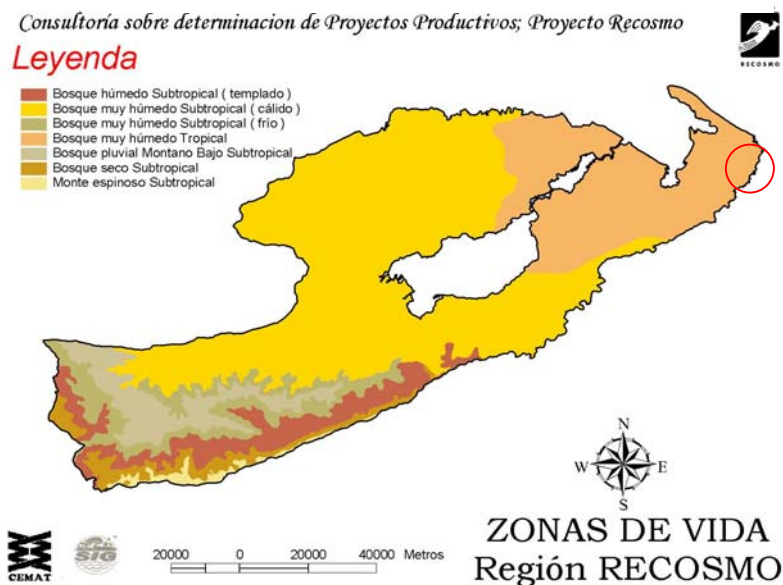 Consultoría sobre determinacion de Proyectos Productivos; Proyecto Recosmo
RECOSMO
Leyenda
Bosque húmedo Subtropical ( templado )
Bosque muy húmedo Subtropical ( cálido )
Bosque muy húmedo Subtropical ( frío )
Bosque muy húmedo Tropical
Bosque pluvial Montano Bajo Subtropical
Bosque seco Subtropical
Monte espinoso Subtropical
N
W E
S
ZONAS DE VIDA
Región RECOSMO
CEMAT
SIG
20000 0 20000 40000 Metros